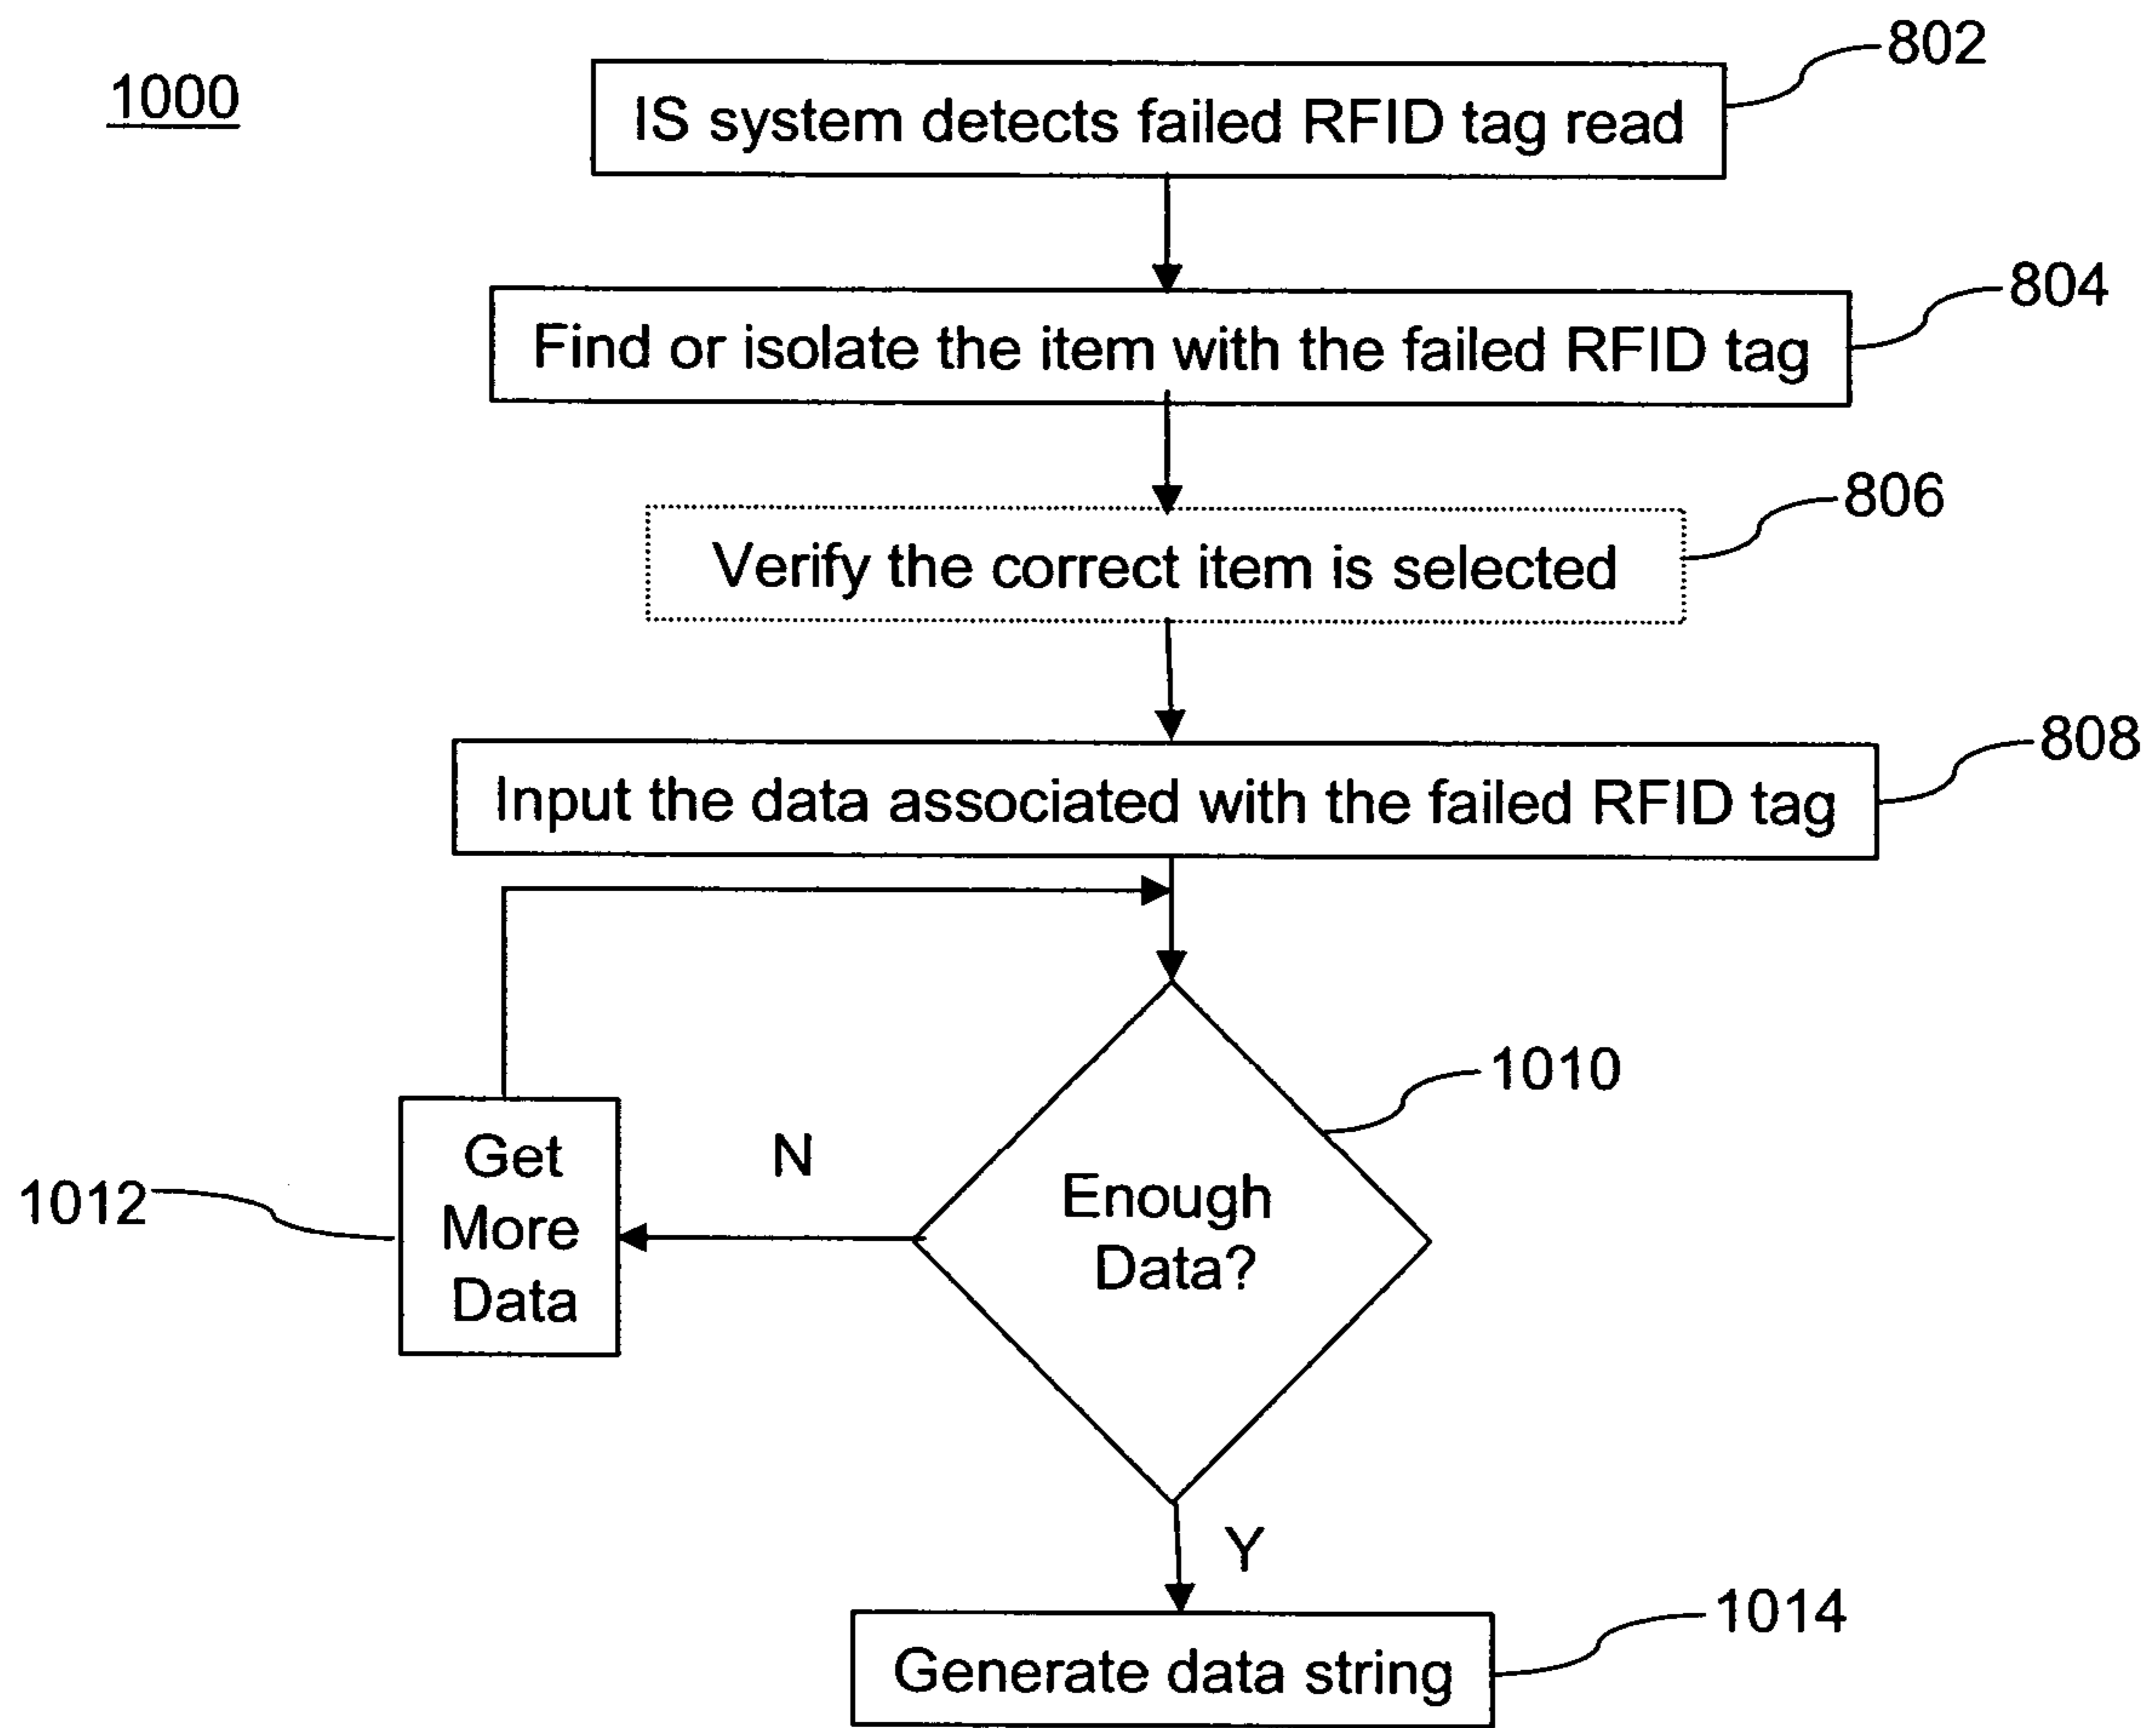 1000
802
IS system detects failed RFID tag read
804
Find or isolate the item with the failed RFID tag
806
Verify the correct item is selected
808
Input the data associated with the failed RFID tag
1010
Enough
Data?
N
Get
More
Data
1012
Y
1014
Generate data string